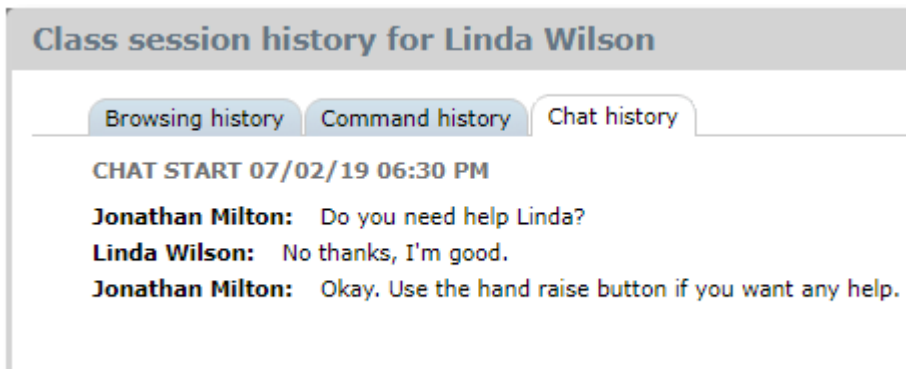 Class session history for Linda Wilson
Browsing history Command history Chat history
CHAT START 07/02/19 06:30 PM
Jonathan Milton: Do you need help Linda?
Linda Wilson: No thanks, I'm good.
Jonathan Milton: Okay. Use the hand raise button if you want any help.